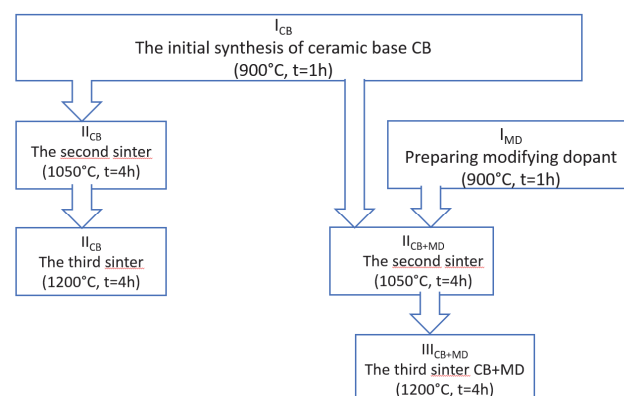 I_CB
The initial synthesis of ceramic base CB
(900°C, t=1h)
II_CB
The second sinter
(1050°C, t=4h)
I_MD
Preparing modifying dopant
(900°C, t=1h)
II_CB
The third sinter
(1200°C, t=4h)
II_CB+MD
The second sinter
(1050°C, t=4h)
III_CB+MD
The third sinter CB+MD
(1200°C, t=4h)